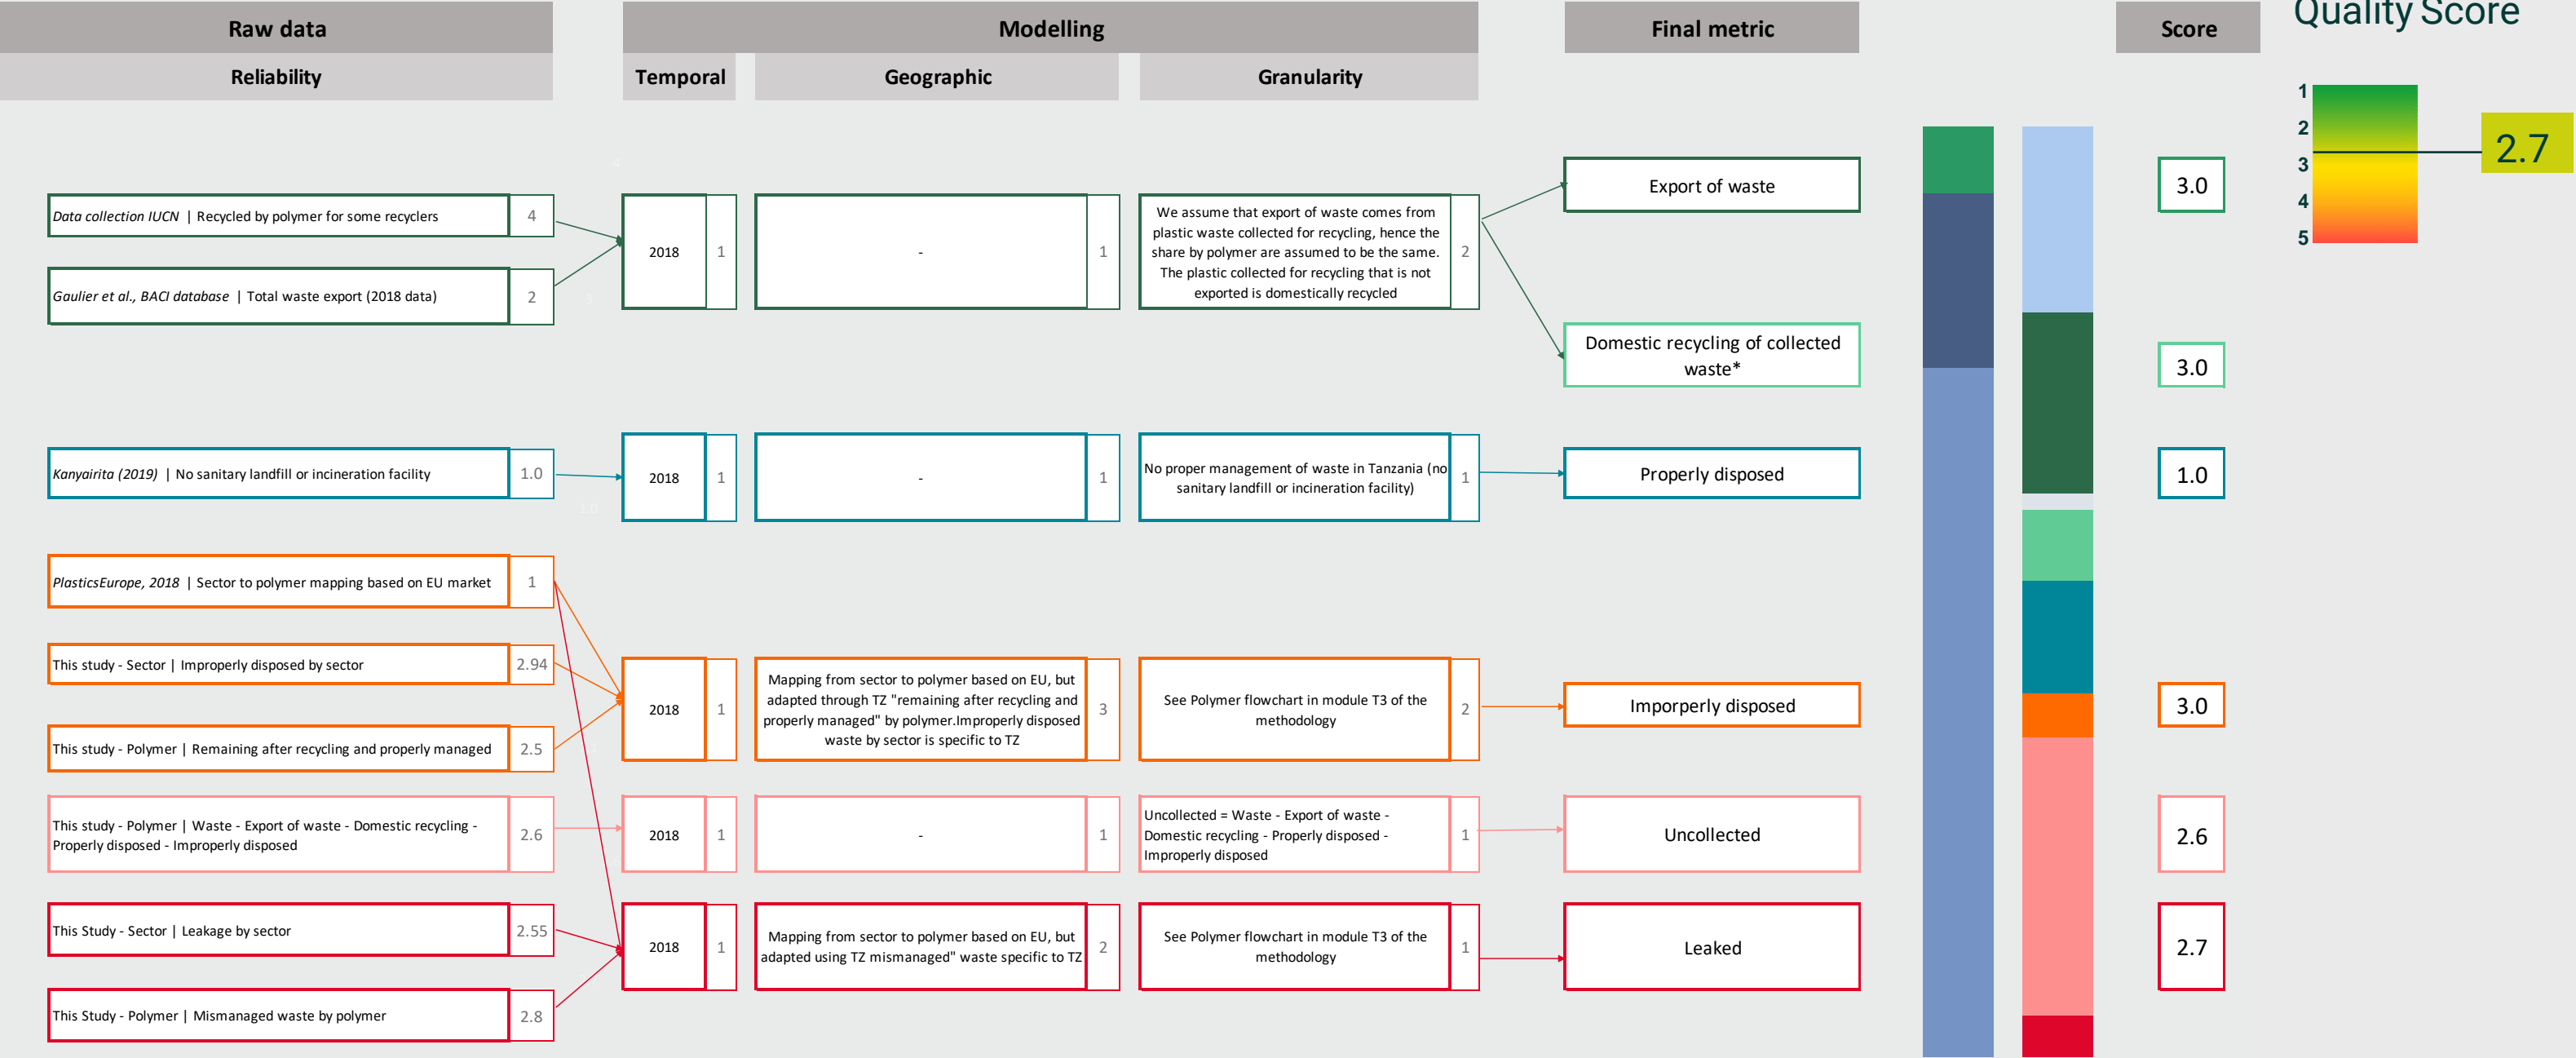 Quality Score
Raw data
Modelling
Final metric
Score
Reliability
Temporal
Geographic
Granularity
1
2
3
4
5
2.7
Data collection IUCN | Recycled by polymer for some recyclers
4
Gaulier et al., BACI database | Total waste export (2018 data)
2
2018
1
-
1
We assume that export of waste comes from
plastic waste collected for recycling, hence the
share by polymer are assumed to be the same.
The plastic collected for recycling that is not
exported is domestically recycled
2
Export of waste
3.0
Domestic recycling of collected
waste*
3.0
Kanyairita (2019) | No sanitary landfill or incineration facility
1.0
2018
1
-
1
No proper management of waste in Tanzania (no
sanitary landfill or incineration facility)
1
Properly disposed
1.0
PlasticsEurope, 2018 | Sector to polymer mapping based on EU market
1
This study - Sector | Improperly disposed by sector
2.94
This study - Polymer | Remaining after recycling and properly managed
2.5
2018
1
Mapping from sector to polymer based on EU, but
adapted through TZ "remaining after recycling and
properly managed" by polymer.Improperly disposed
waste by sector is specific to TZ
3
See Polymer flowchart in module T3 of the
methodology
2
Imporperly disposed
3.0
This study - Polymer | Waste - Export of waste - Domestic recycling -
Properly disposed - Improperly disposed
2.6
2018
1
-
1
Uncollected = Waste - Export of waste -
Domestic recycling - Properly disposed -
Improperly disposed
1
Uncollected
2.6
This Study - Sector | Leakage by sector
2.55
This Study - Polymer | Mismanaged waste by polymer
2.8
2018
1
Mapping from sector to polymer based on EU, but
adapted using TZ mismanaged" waste specific to TZ
2
See Polymer flowchart in module T3 of the
methodology
1
Leaked
2.7